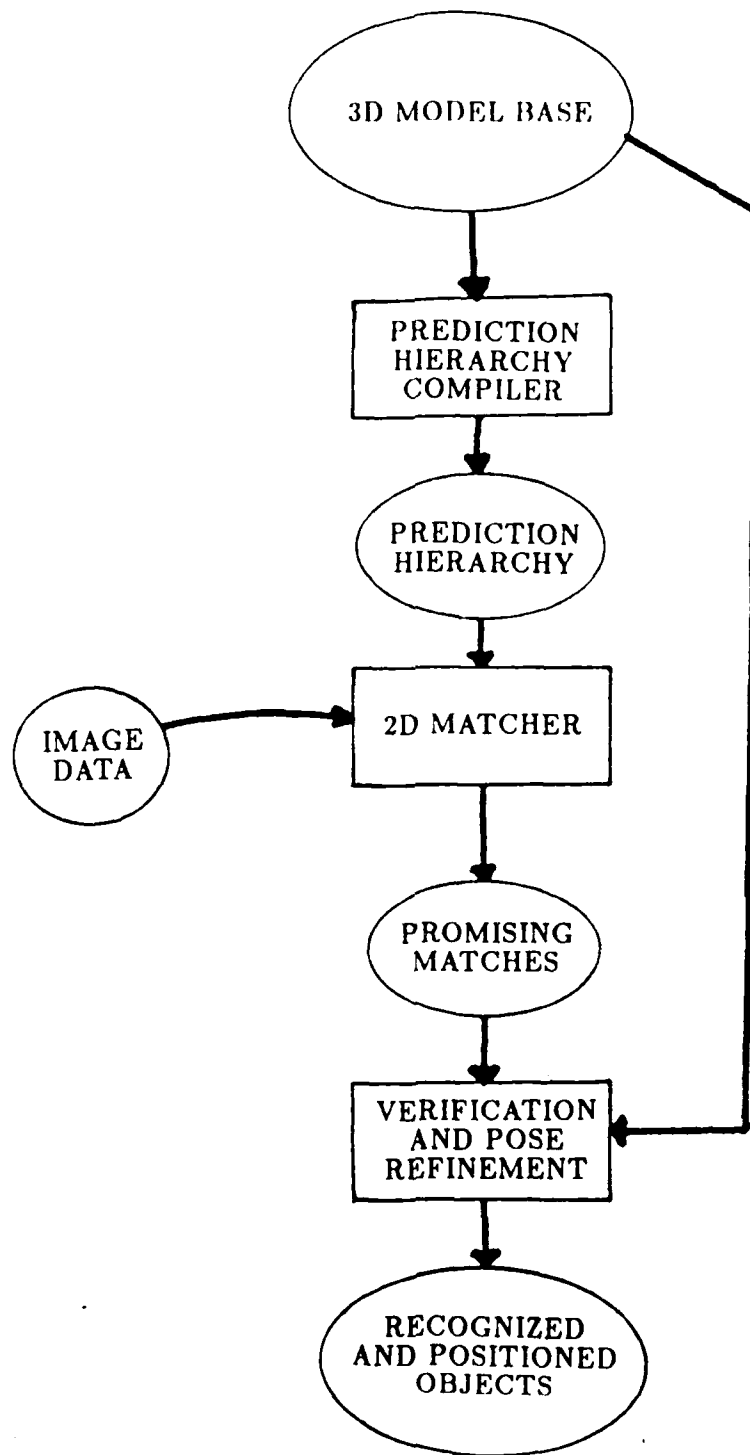 3D MODEL BASE
PREDICTION
HIERARCHY
COMPILER
PREDICTION
HIERARCHY
2D MATCHER
IMAGE
DATA
PROMISING
MATCHES
VERIFICATION
AND POSE
REFINEMENT
RECOGNIZED
AND POSITIONED
OBJECTS